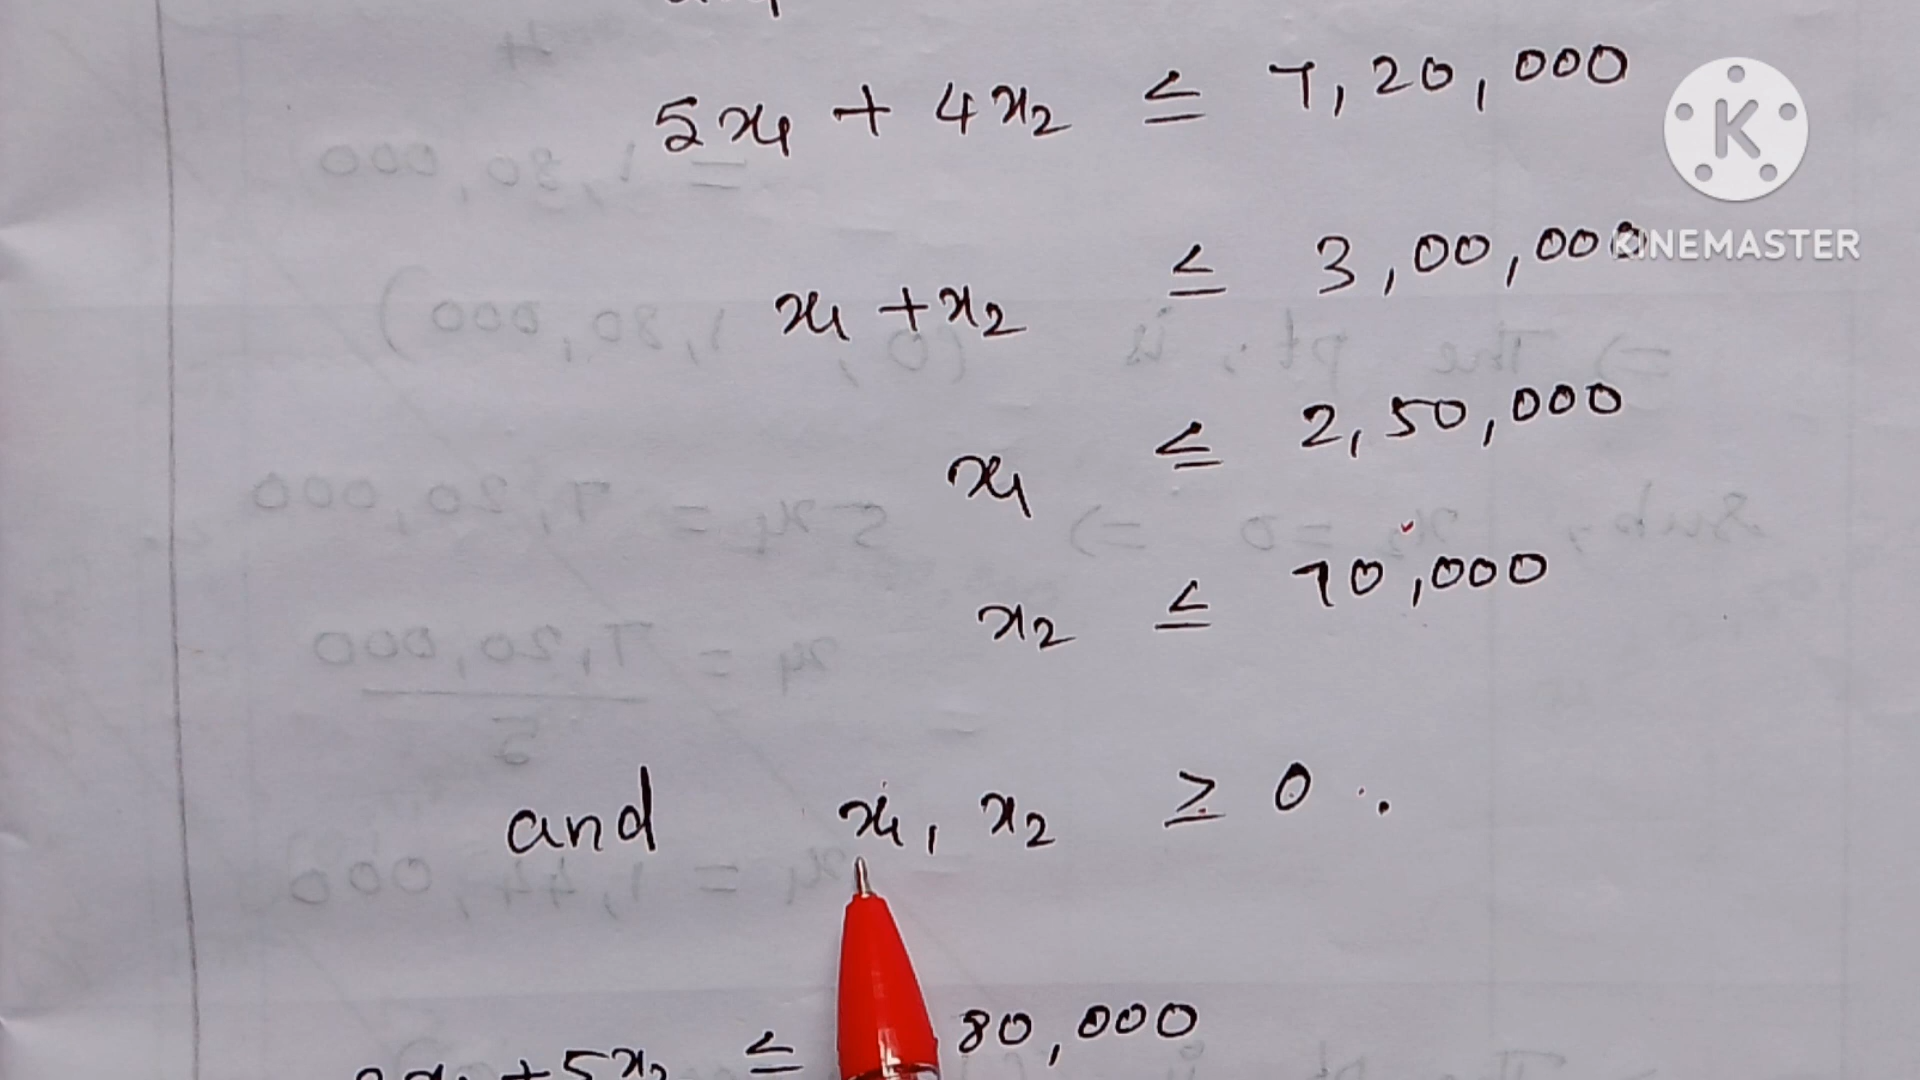 5x₁ + 4x₂ ≤ 7,20,000
K
KINEMASTER
x₁ + x₂ ≤ 3,00,000
x₁ ≤ 2,50,000
x₂ ≤ 70,000
and x₁, x₂ ≥ 0.
+ 5x₂ ≤ 80,000